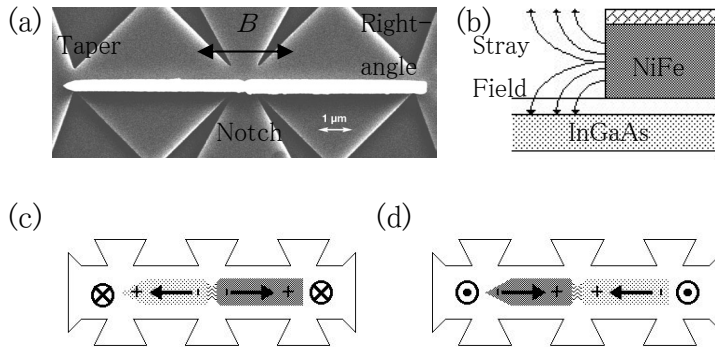 (a)
Taper
B
Right-
angle
Notch
1 µm
(b)
Stray
Field
NiFe
InGaAs
(c)
+ - - +
(d)
- + + -